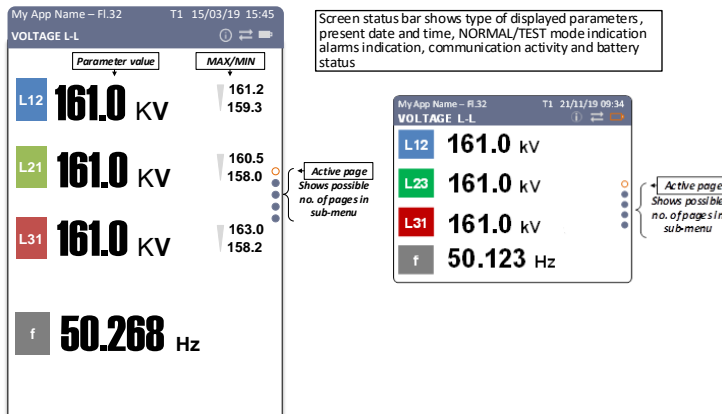 My App Name – Fl.32 T1 15/03/19 15:45
VOLTAGE L-L
Parameter value MAX/MIN
L12 161.0 KV 161.2
159.3
L21 161.0 KV 160.5
158.0
L31 161.0 KV 163.0
158.2
f 50.268 Hz
Active page
Shows possible
no. of pages in
sub-menu
Screen status bar shows type of displayed parameters,
present date and time, NORMAL/TEST mode indication
alarms indication, communication activity and battery
status
My App Name – Fl.32 T1 21/11/19 09:34
VOLTAGE L-L
L12 161.0 kV
L23 161.0 kV
L31 161.0 kV
f 50.123 Hz
Active page
Shows possible
no. of pages in
sub-menu